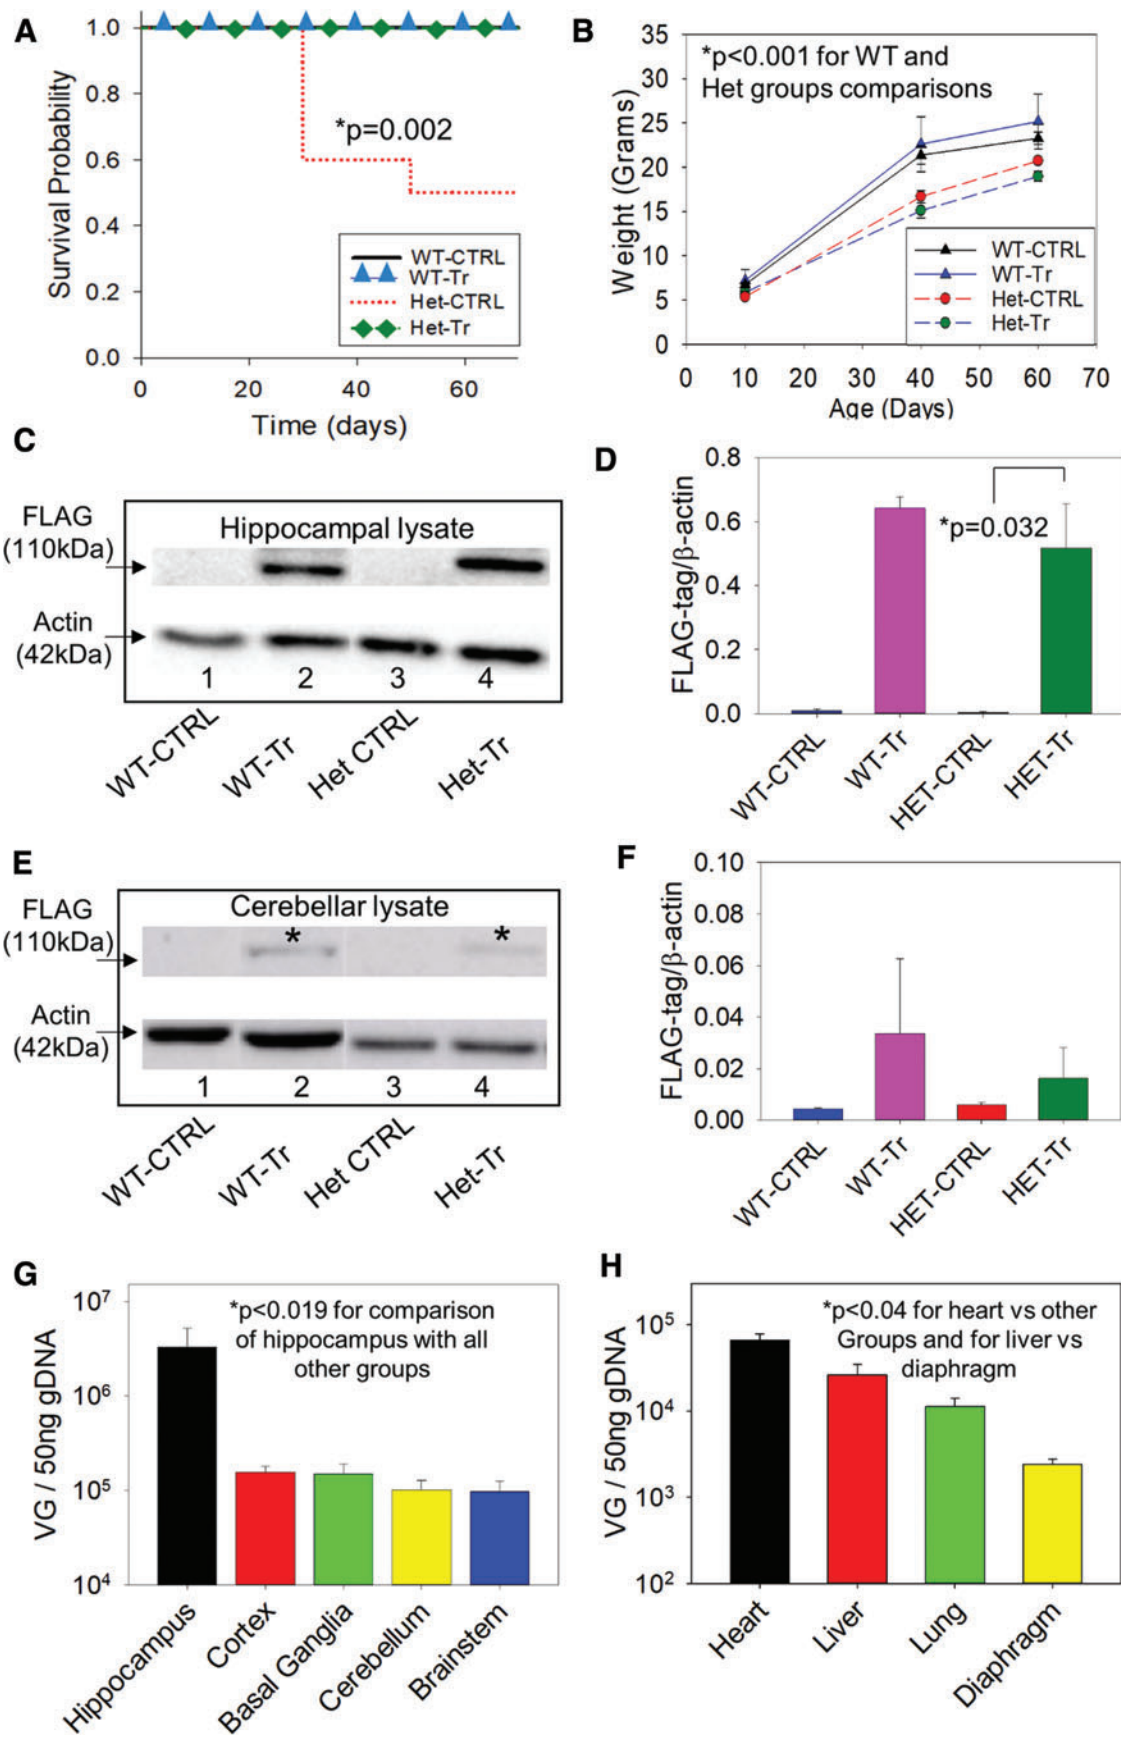 A
1.0
0.8
0.6
0.4
0.2
0.0
Survival Probability
*p=0.002
WT-CTRL
WT-Tr
Het-CTRL
Het-Tr
0
20
40
60
Time (days)
B
35
30
25
20
15
10
5
0
Weight (Grams)
*p<0.001 for WT and
Het groups comparisons
WT-CTRL
WT-Tr
Het-CTRL
Het-Tr
0
10
20
30
40
50
60
70
Age (Days)
C
FLAG
(110kDa)
Actin
(42kDa)
Hippocampal lysate
1
2
3
4
WT-CTRL
WT-Tr
Het CTRL
Het-Tr
D
0.8
0.6
0.4
0.2
0.0
FLAG-tag/β-actin
*p=0.032
WT-CTRL
WT-Tr
HET-CTRL
HET-Tr
E
FLAG
(110kDa)
Actin
(42kDa)
Cerebellar lysate
*
*
1
2
3
4
WT-CTRL
WT-Tr
Het CTRL
Het-Tr
F
0.10
0.08
0.06
0.04
0.02
0.00
FLAG-tag/β-actin
WT-CTRL
WT-Tr
HET-CTRL
HET-Tr
G
10⁷
10⁶
10⁵
10⁴
VG / 50ng gDNA
*p<0.019 for comparison
of hippocampus with all
other groups
Hippocampus
Cortex
Basal Ganglia
Cerebellum
Brainstem
H
10⁵
10⁴
10³
10²
VG / 50ng gDNA
*p<0.04 for heart vs other
Groups and for liver vs
diaphragm
Heart
Liver
Lung
Diaphragm